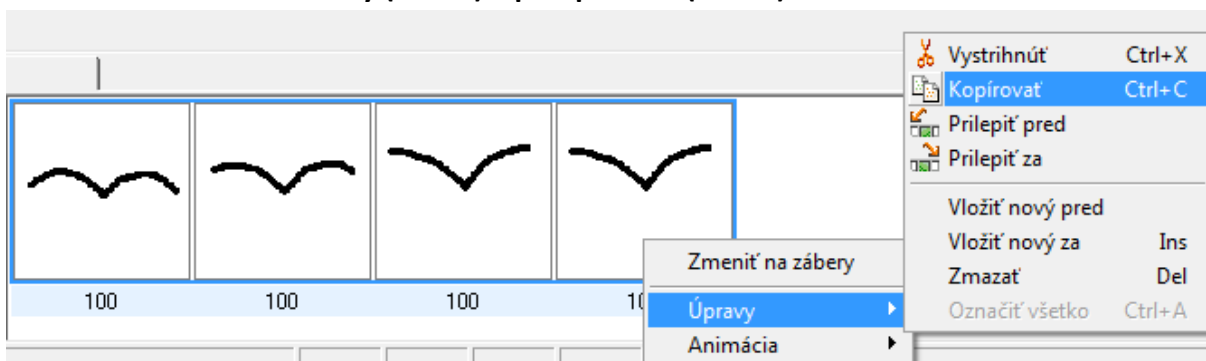 Vystrihnúť Ctrl+X
Kopírovať Ctrl+C
Prilepiť pred
Prilepiť za
Vložiť nový pred
Vložiť nový za Ins
Zmazať Del
Označiť všetko Ctrl+A
Zmeniť na zábery
Úpravy
Animácia
100 100 100